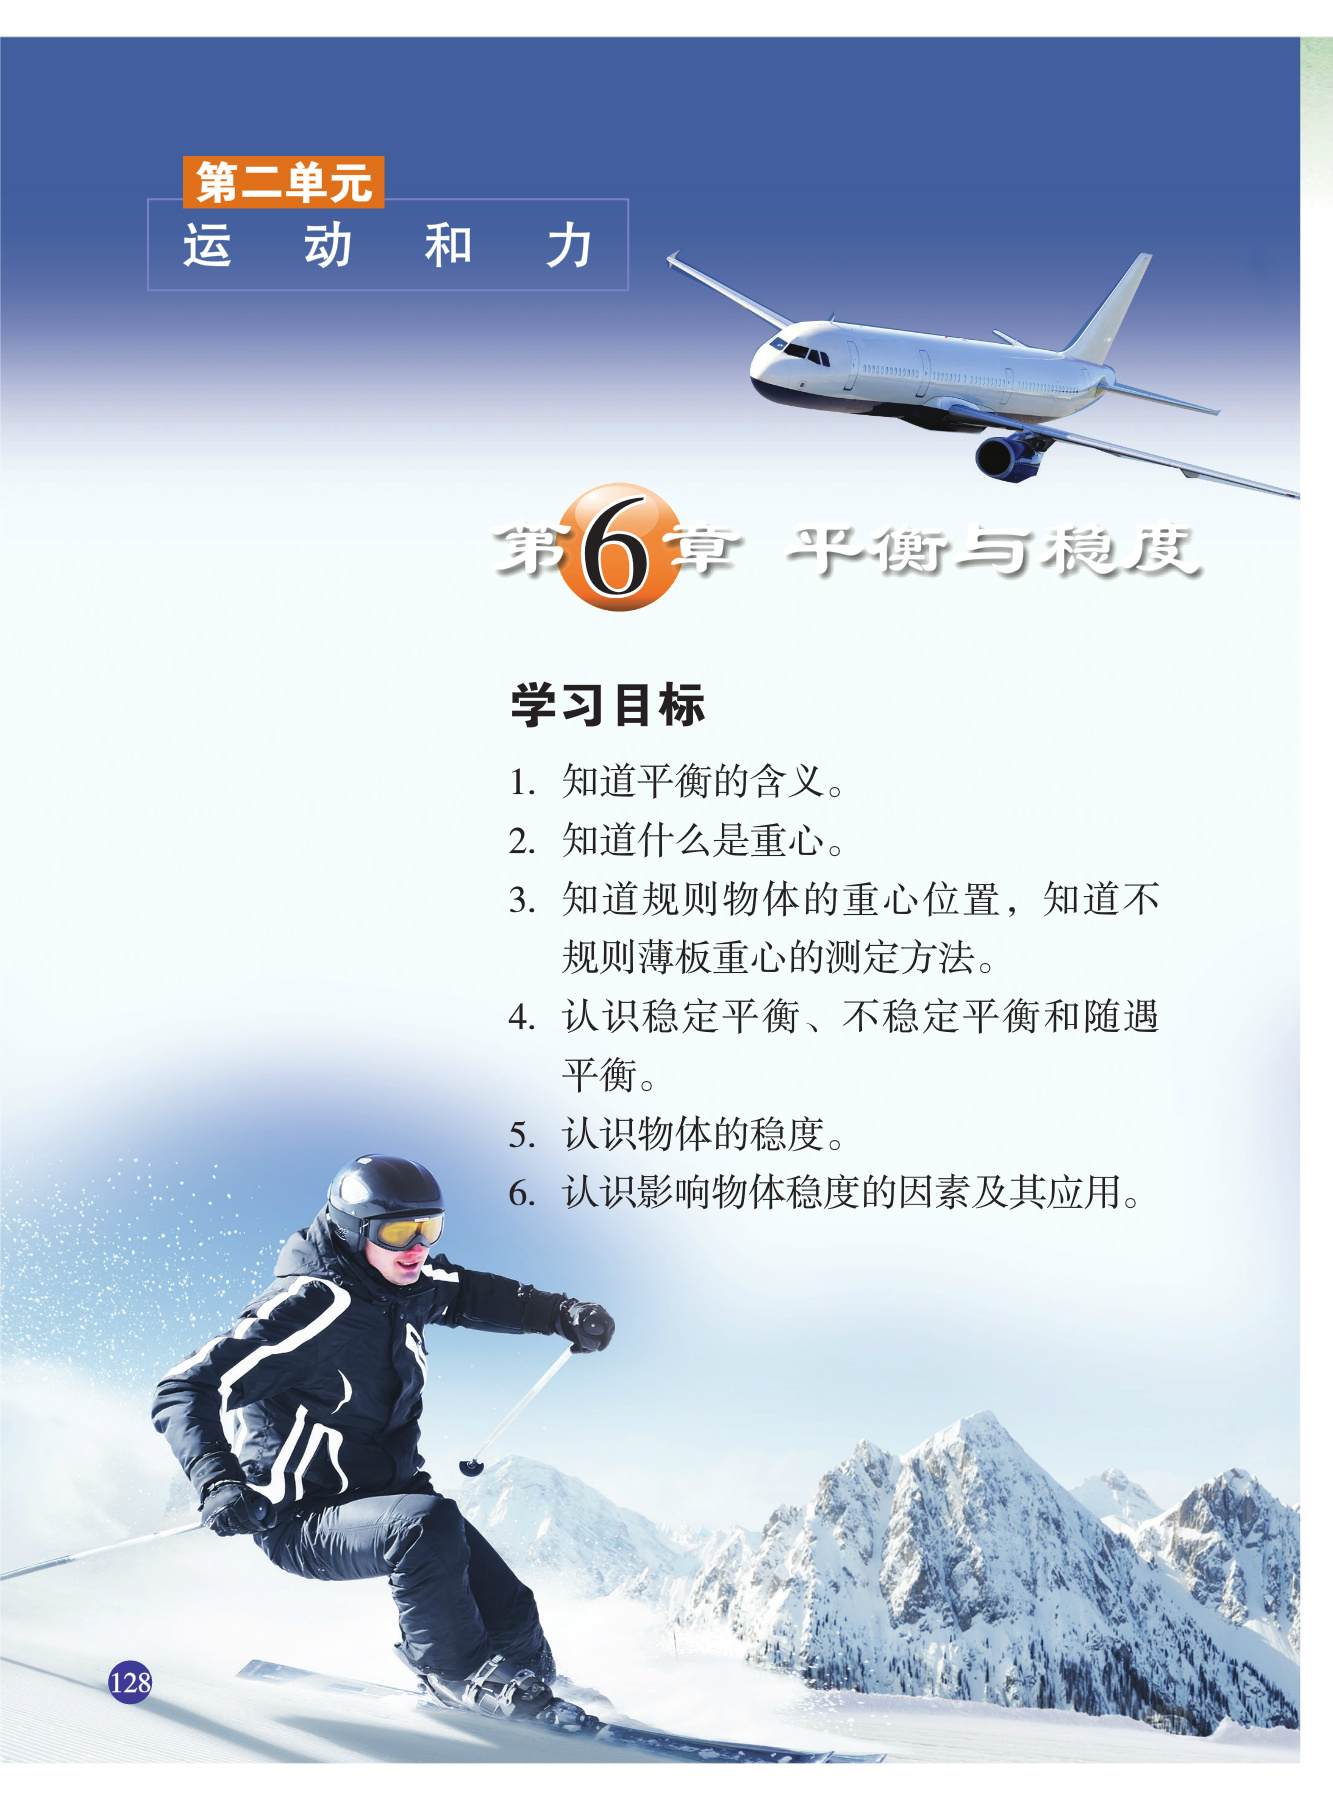 第二单元
运动和力
第6章 平衡与稳度
学习目标
1. 知道平衡的含义。
2. 知道什么是重心。
3. 知道规则物体的重心位置，知道不
规则薄板重心的测定方法。
4. 认识稳定平衡、不稳定平衡和随遇
平衡。
5. 认识物体的稳度。
6. 认识影响物体稳度的因素及其应用。
128